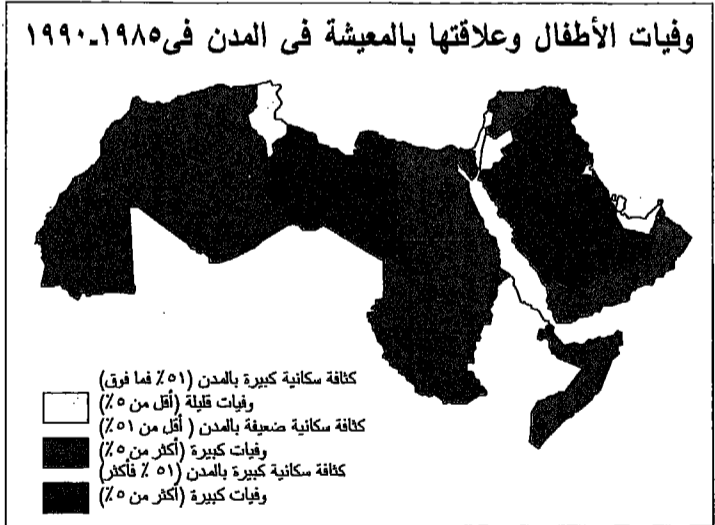 وفيات الأطفال وعلاقتها بالمعيشة فى المدن فى١٩٨٥ـ١٩٩٠
كثافة سكانية كبيرة بالمدن (٥١٪ فما فوق)
وفيات قليلة (أقل من ٥٪)
كثافة سكانية ضعيفة بالمدن ( أقل من ٥١٪)
وفيات كبيرة (أكثر من ٥٪)
كثافة سكانية كبيرة بالمدن (٥١ ٪ فأكثر)
وفيات كبيرة (أكثر من ٥٪)